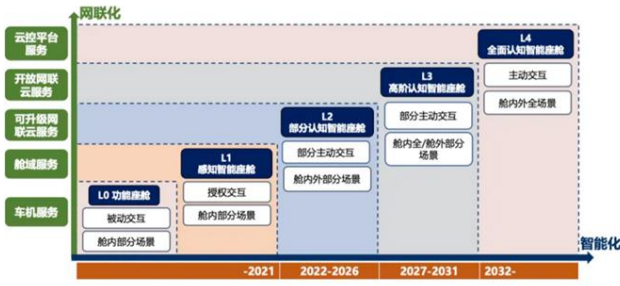 网联化
云控平台
服务
开放网联
云服务
可升级网
联云服务
舱域服务
车机服务
L4
全面认知智能座舱
主动交互
舱内外全场景
L3
高阶认知智能座舱
部分主动交互
舱内全/舱外部分
场景
L2
部分认知智能座舱
部分主动交互
舱内外部分场景
L1
感知智能座舱
授权交互
舱内部分场景
L0 功能座舱
被动交互
舱内部分场景
智能化
-2021
2022-2026
2027-2031
2032-